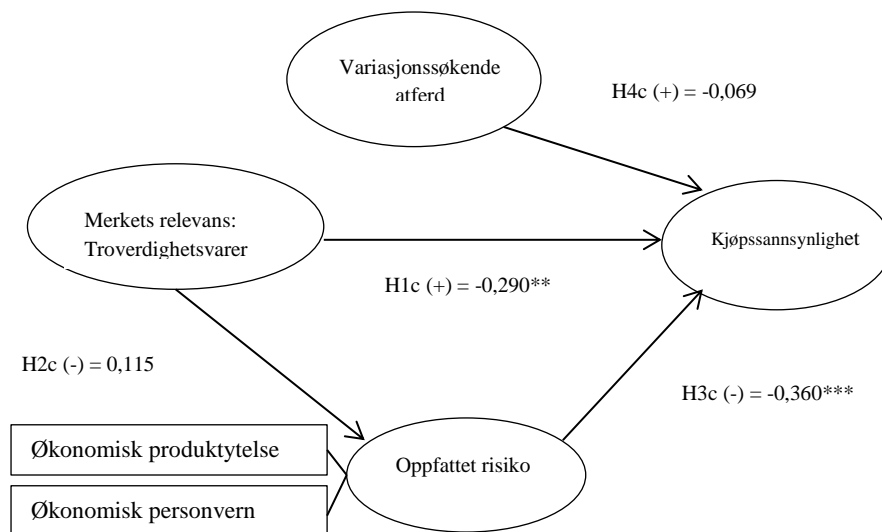 Variasjonssøkende
atferd
H4c (+) = -0,069
Merkets relevans:
Troverdighetsvarer
Kjøpssannsynlighet
H1c (+) = -0,290**
H2c (-) = 0,115
H3c (-) = -0,360***
Økonomisk produktytelse
Oppfattet risiko
Økonomisk personvern